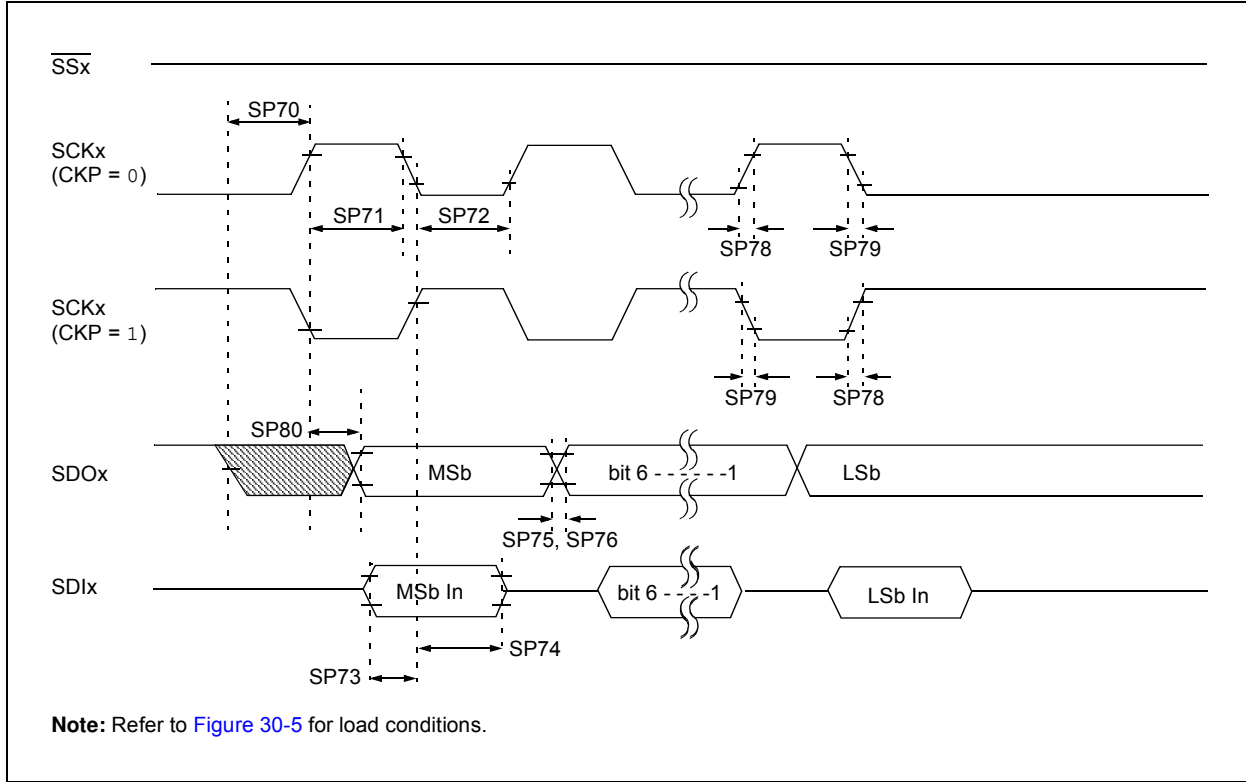 SSx
SP70
SCKx
(CKP = 0)
SP71
SP72
SP78
SP79
SCKx
(CKP = 1)
SP79
SP78
SP80
SDOx
MSb
bit 6 - - - - - - -1
LSb
SP75, SP76
SDIx
MSb In
bit 6 - - - - -1
LSb In
SP74
SP73
Note: Refer to Figure 30-5 for load conditions.